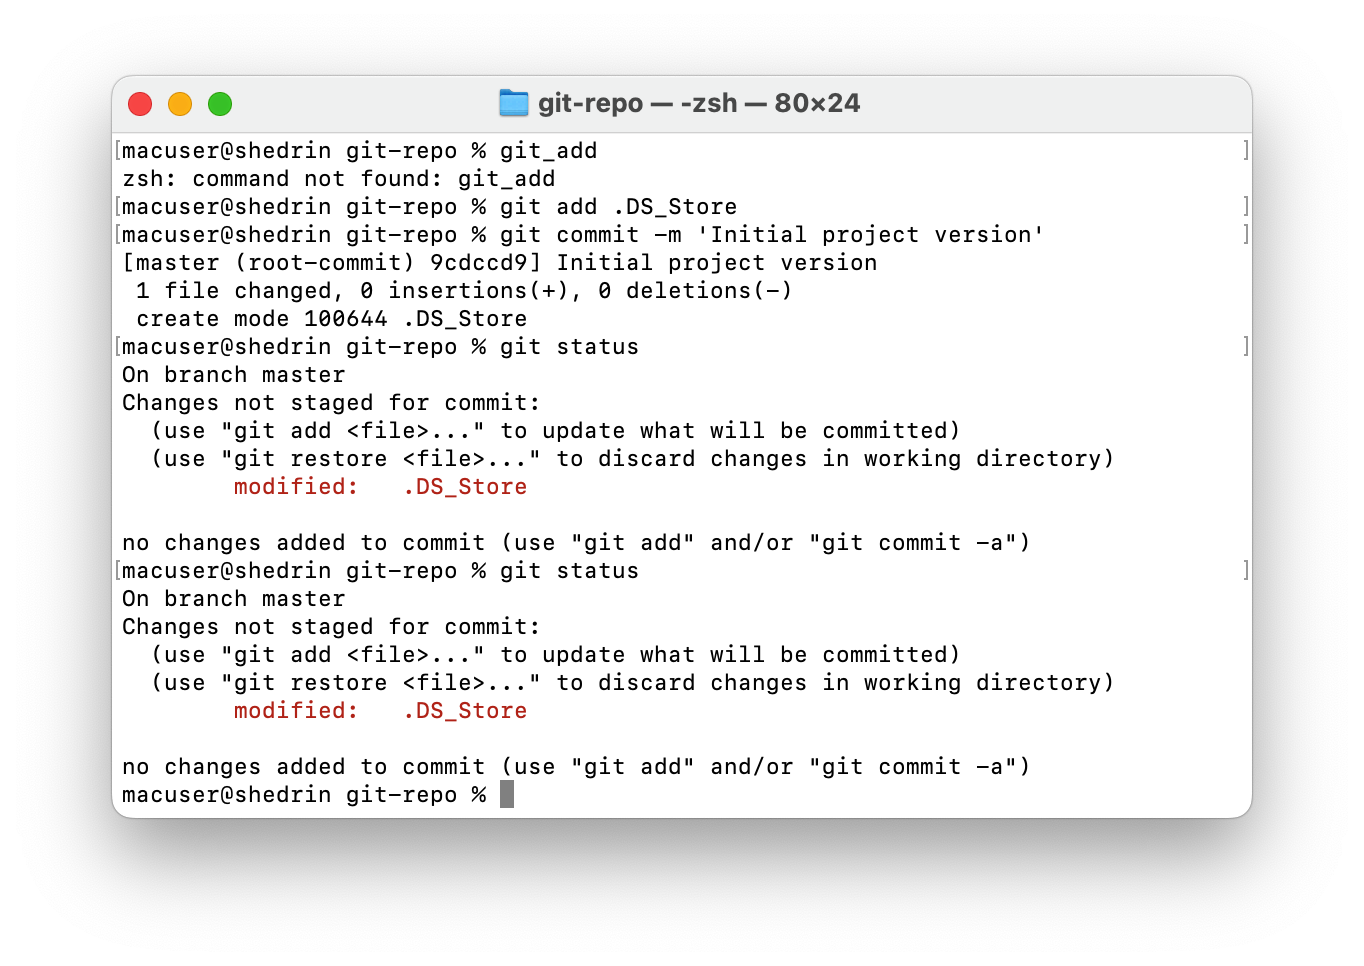 git-repo — -zsh — 80×24
[macuser@shedrin git-repo % git_add ]
zsh: command not found: git_add
[macuser@shedrin git-repo % git add .DS_Store ]
[macuser@shedrin git-repo % git commit -m 'Initial project version' ]
[master (root-commit) 9cdccd9] Initial project version
 1 file changed, 0 insertions(+), 0 deletions(-)
 create mode 100644 .DS_Store
[macuser@shedrin git-repo % git status ]
On branch master
Changes not staged for commit:
  (use "git add <file>..." to update what will be committed)
  (use "git restore <file>..." to discard changes in working directory)
        modified:   .DS_Store

no changes added to commit (use "git add" and/or "git commit -a")
[macuser@shedrin git-repo % git status ]
On branch master
Changes not staged for commit:
  (use "git add <file>..." to update what will be committed)
  (use "git restore <file>..." to discard changes in working directory)
        modified:   .DS_Store

no changes added to commit (use "git add" and/or "git commit -a")
macuser@shedrin git-repo %